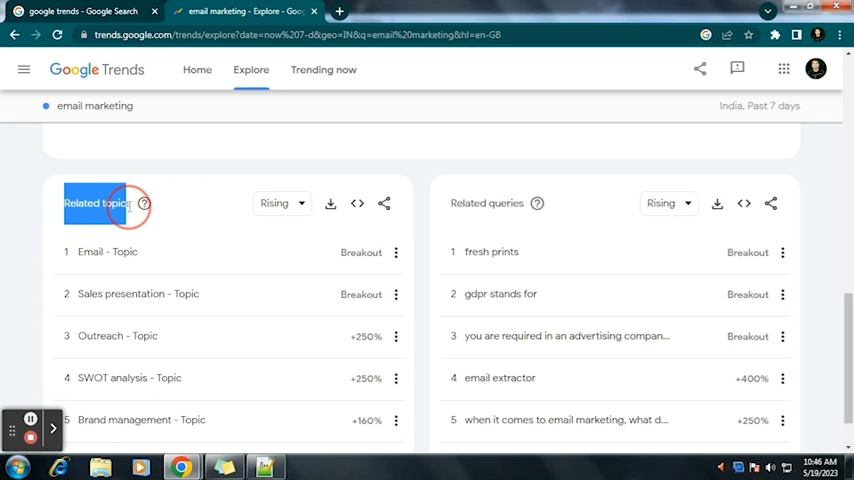 google trends - Google Search
email marketing - Explore - Goo
trends.google.com/trends/explore?date=now%207-d&geo=IN&q=email%20marketing&hl=en-GB
Google Trends
Home
Explore
Trending now
email marketing
India, Past 7 days
Related topics
Rising
1 Email - Topic Breakout
2 Sales presentation - Topic Breakout
3 Outreach - Topic +250%
4 SWOT analysis - Topic +250%
5 Brand management - Topic +160%
Related queries
Rising
1 fresh prints Breakout
2 gdpr stands for Breakout
3 you are required in an advertising compan... Breakout
4 email extractor +400%
5 when it comes to email marketing, what d... +250%
10:46 AM
5/19/2023